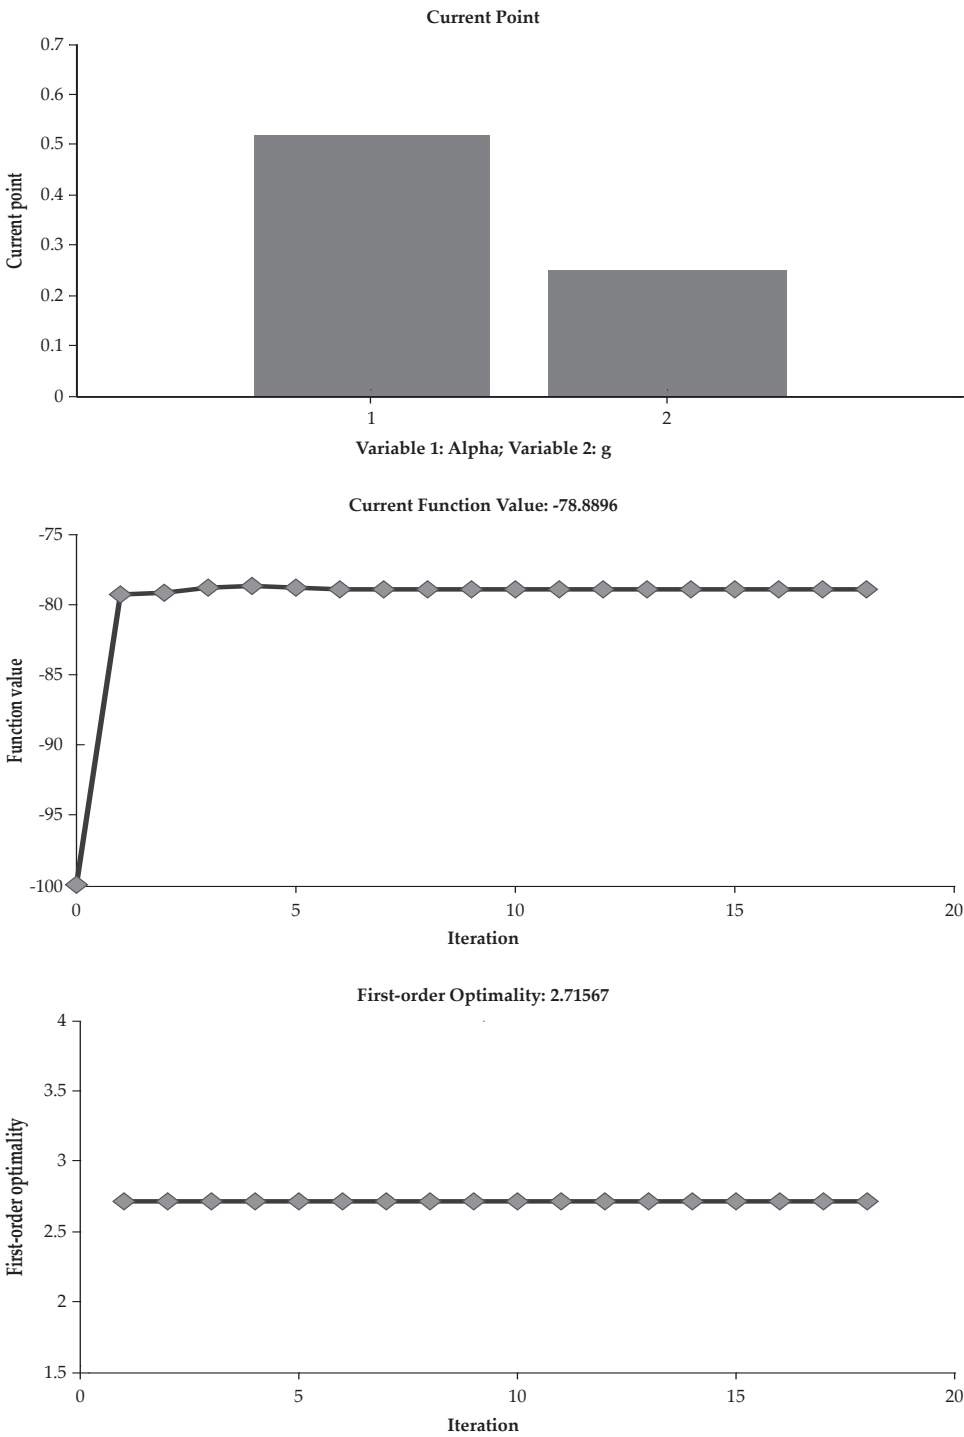 Current Point
0.7
0.6
0.5
0.4
0.3
0.2
0.1
0
Current point
1 2
Variable 1: Alpha; Variable 2: g
Current Function Value: -78.8896
-75
-80
-85
-90
-95
-100
Function value
0 5 10 15 20
Iteration
First-order Optimality: 2.71567
4
3.5
3
2.5
2
1.5
First-order optimality
0 5 10 15 20
Iteration